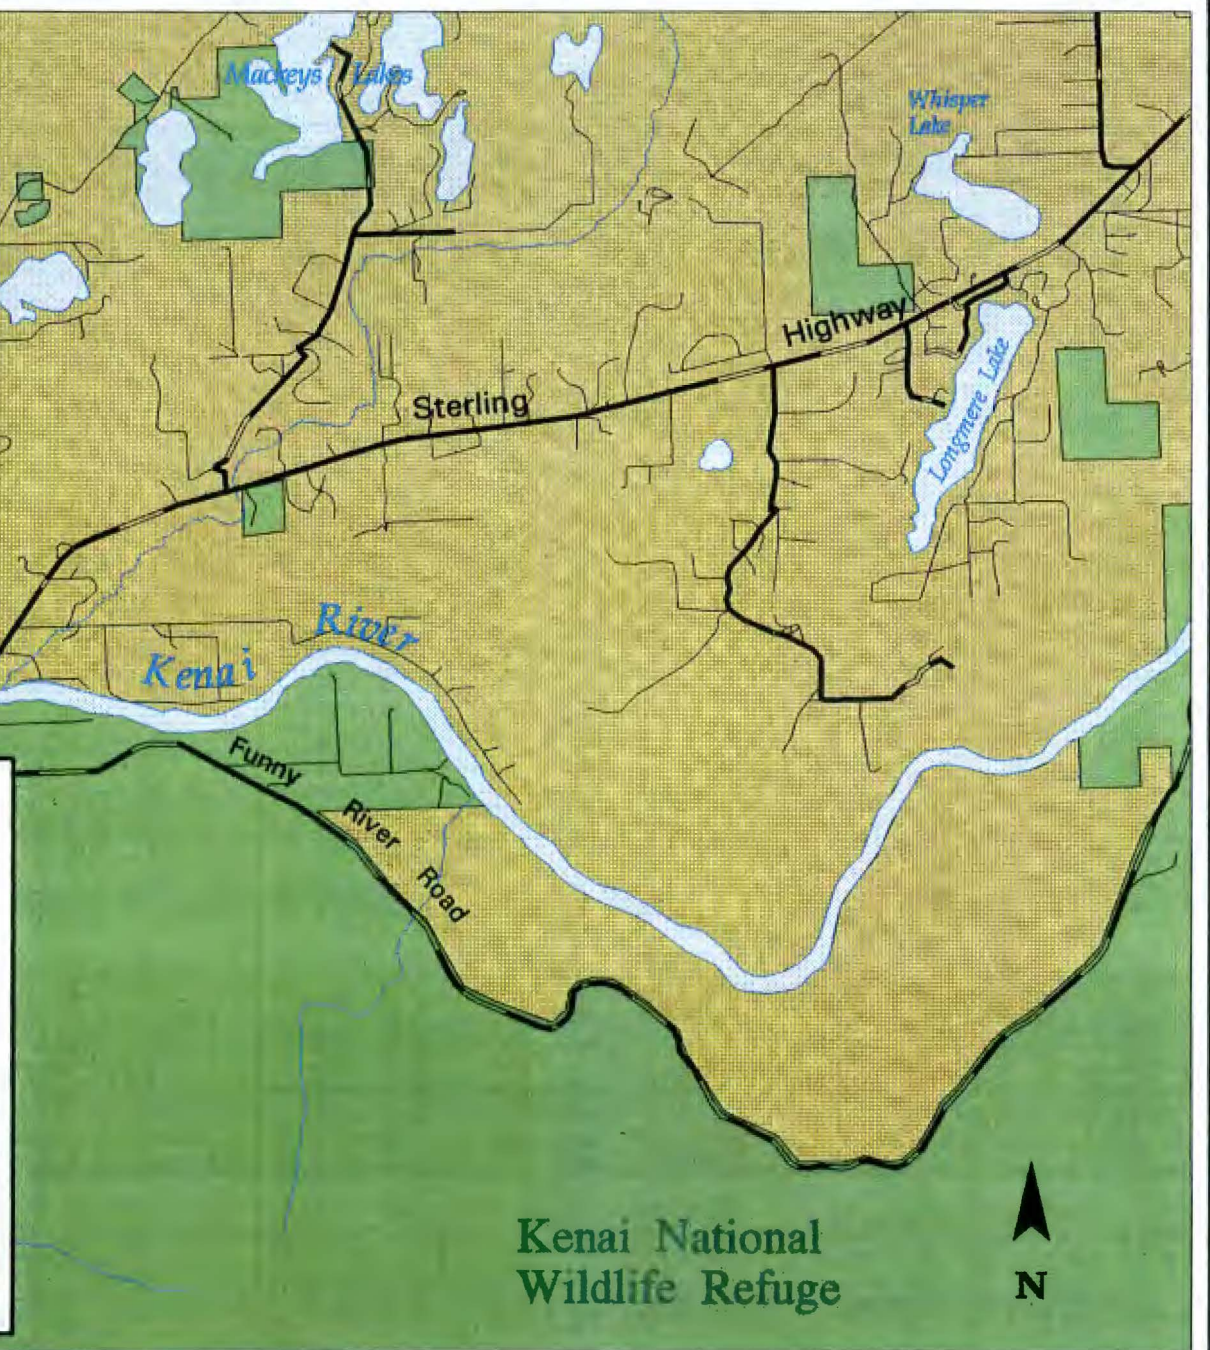 Mackeys Lakes
Whisper
Lake
Highway
Sterling
Longmere Lake
River
Kenai
Funny
River
Road
Kenai National
Wildlife Refuge
N